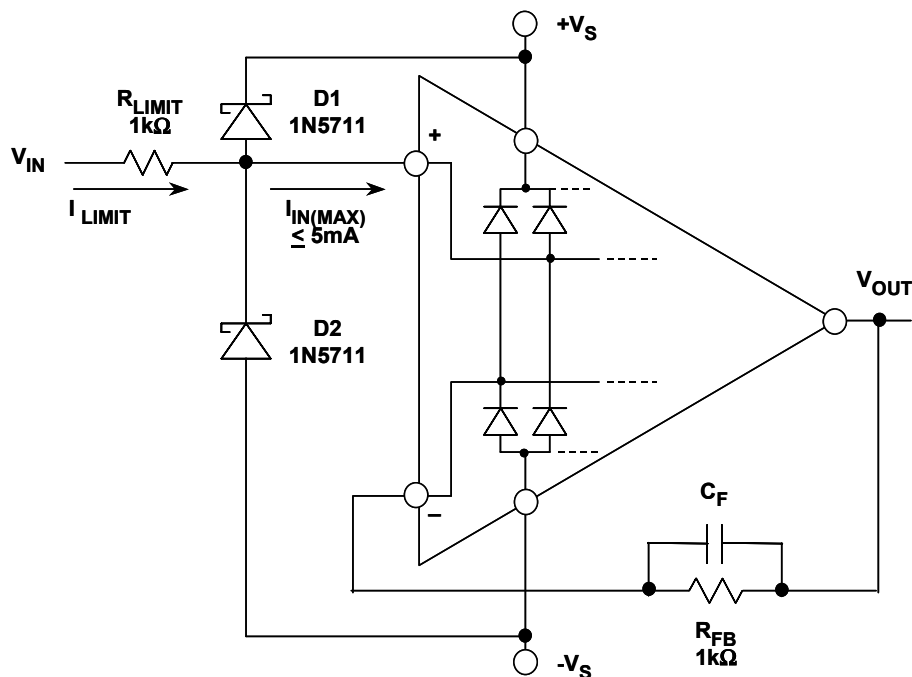 +VS
RLIMIT
1kΩ
D1
1N5711
+
VIN
ILIMIT
IIN(MAX)
≤ 5mA
VOUT
D2
1N5711
–
CF
RFB
1kΩ
-VS